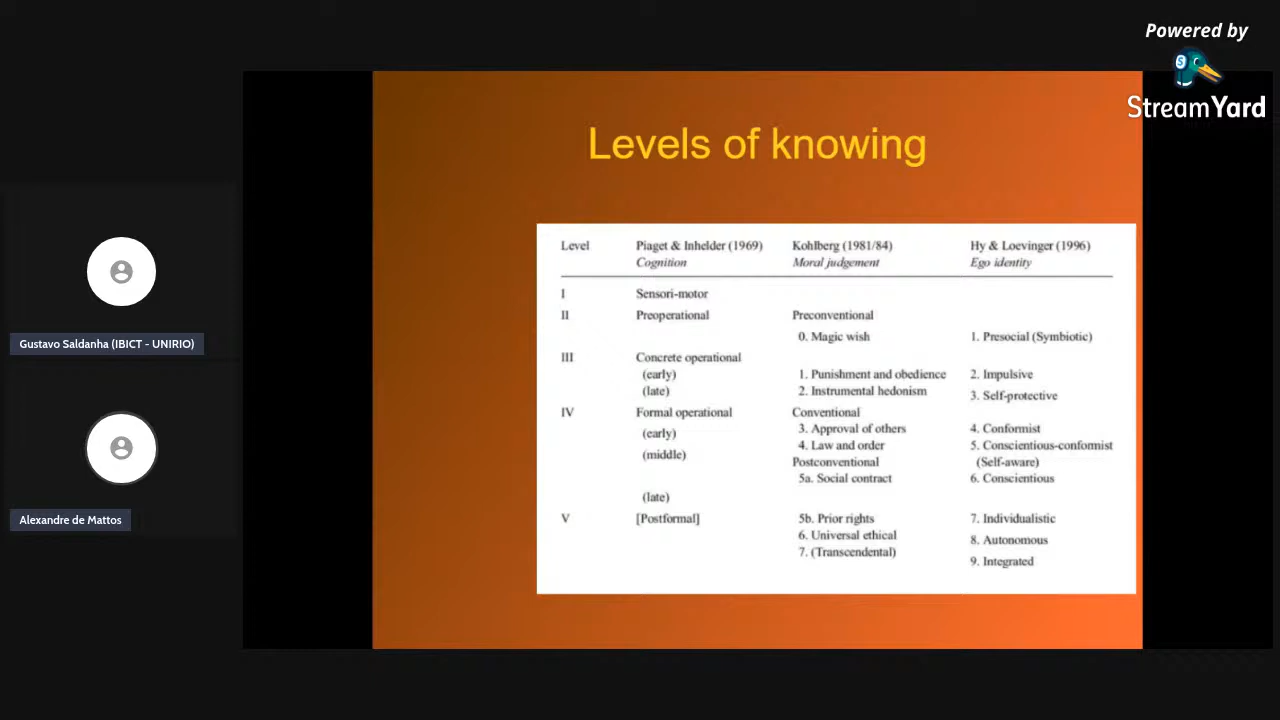 Powered by
StreamYard
Levels of knowing
Level Piaget & Inhelder (1969) Kohlberg (1981/84) Hy & Loevinger (1996)
Cognition Moral judgement Ego identity
I Sensori-motor
II Preoperational Preconventional
0. Magic wish 1. Presocial (Symbiotic)
III Concrete operational
(early) 1. Punishment and obedience 2. Impulsive
(late) 2. Instrumental hedonism 3. Self-protective
IV Formal operational Conventional
(early) 3. Approval of others 4. Conformist
(middle) 4. Law and order 5. Conscientious-conformist
Postconventional (Self-aware)
5a. Social contract 6. Conscientious
(late)
V [Postformal] 5b. Prior rights 7. Individualistic
6. Universal ethical 8. Autonomous
7. (Transcendental) 9. Integrated
Gustavo Saldanha (IBICT - UNIRIO)
Alexandre de Mattos